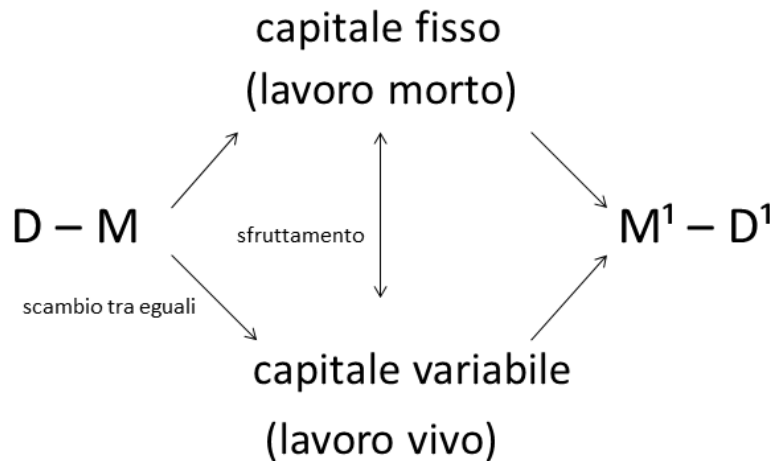 capitale fisso
(lavoro morto)
D – M
sfruttamento
M¹ – D¹
scambio tra eguali
capitale variabile
(lavoro vivo)